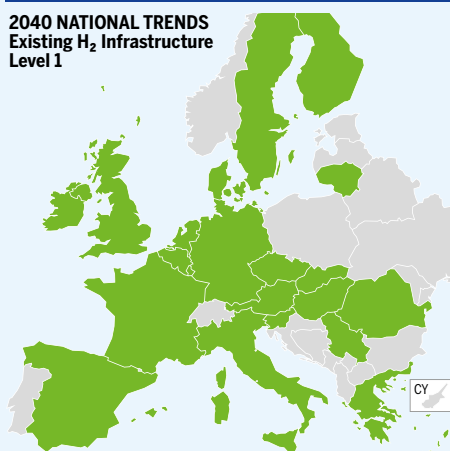 2040 NATIONAL TRENDS
Existing H₂ Infrastructure
Level 1
CY